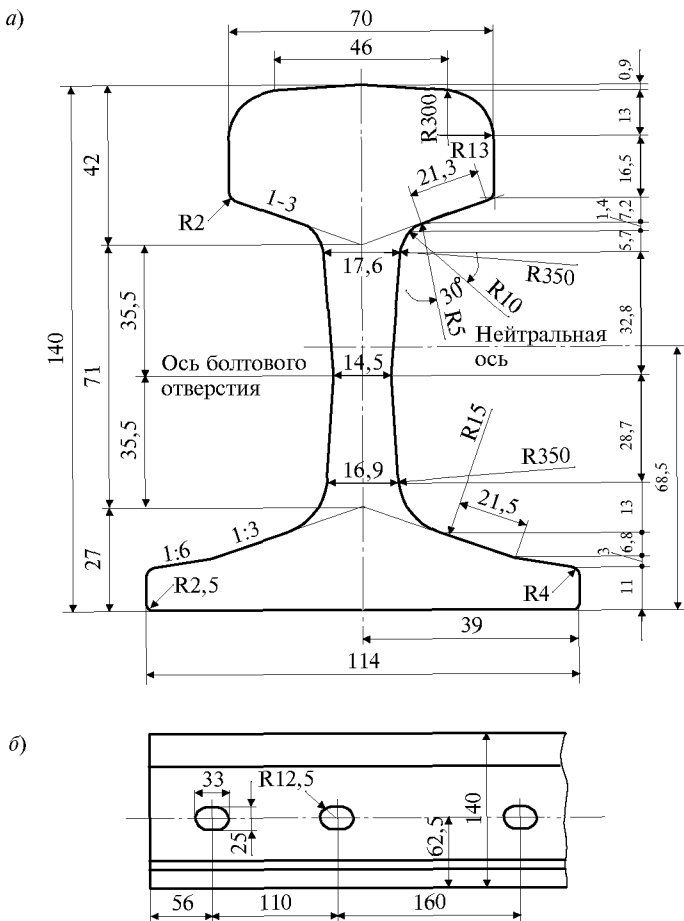 а)
70
46
0,9
13
16,5
7,2
1,4
5,7
32,8
28,7
13
6,8
3
11
68,5
140
42
71
27
35,5
35,5
R300
R13
21,3
1-3
R2
17,6
R350
30°
R10
R5
Нейтральная
ось
Ось болтового
отверстия
14,5
R15
16,9
R350
21,5
1:6
1:3
R2,5
R4
39
114
б)
33
R12,5
25
62,5
140
56
110
160